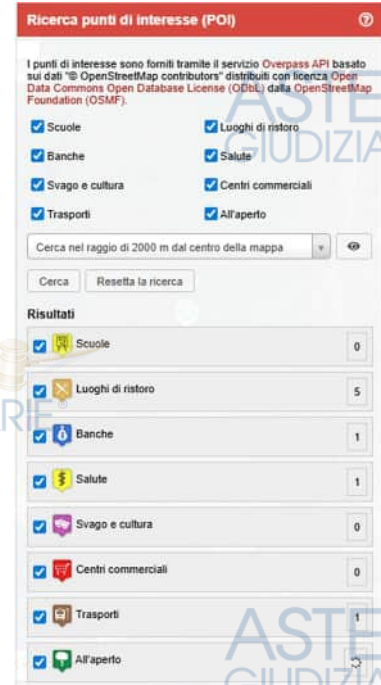 Ricerca punti di interesse (POI)
I punti di interesse sono forniti tramite il servizio Overpass API basato
sui dati "© OpenStreetMap contributors" distribuiti con licenza Open
Data Commons Open Database License (ODbL) dalla OpenStreetMap
Foundation (OSMF).
Scuole Luoghi di ristoro
Banche Salute
Svago e cultura Centri commerciali
Trasporti All'aperto
Cerca nel raggio di 2000 m dal centro della mappa
Cerca Resetta la ricerca
Risultati
Scuole 0
Luoghi di ristoro 5
Banche 1
Salute 1
Svago e cultura 0
Centri commerciali 0
Trasporti 1
All'aperto
ASTE
GIUDIZIA
RIE
ASTE
GIUDIZIA